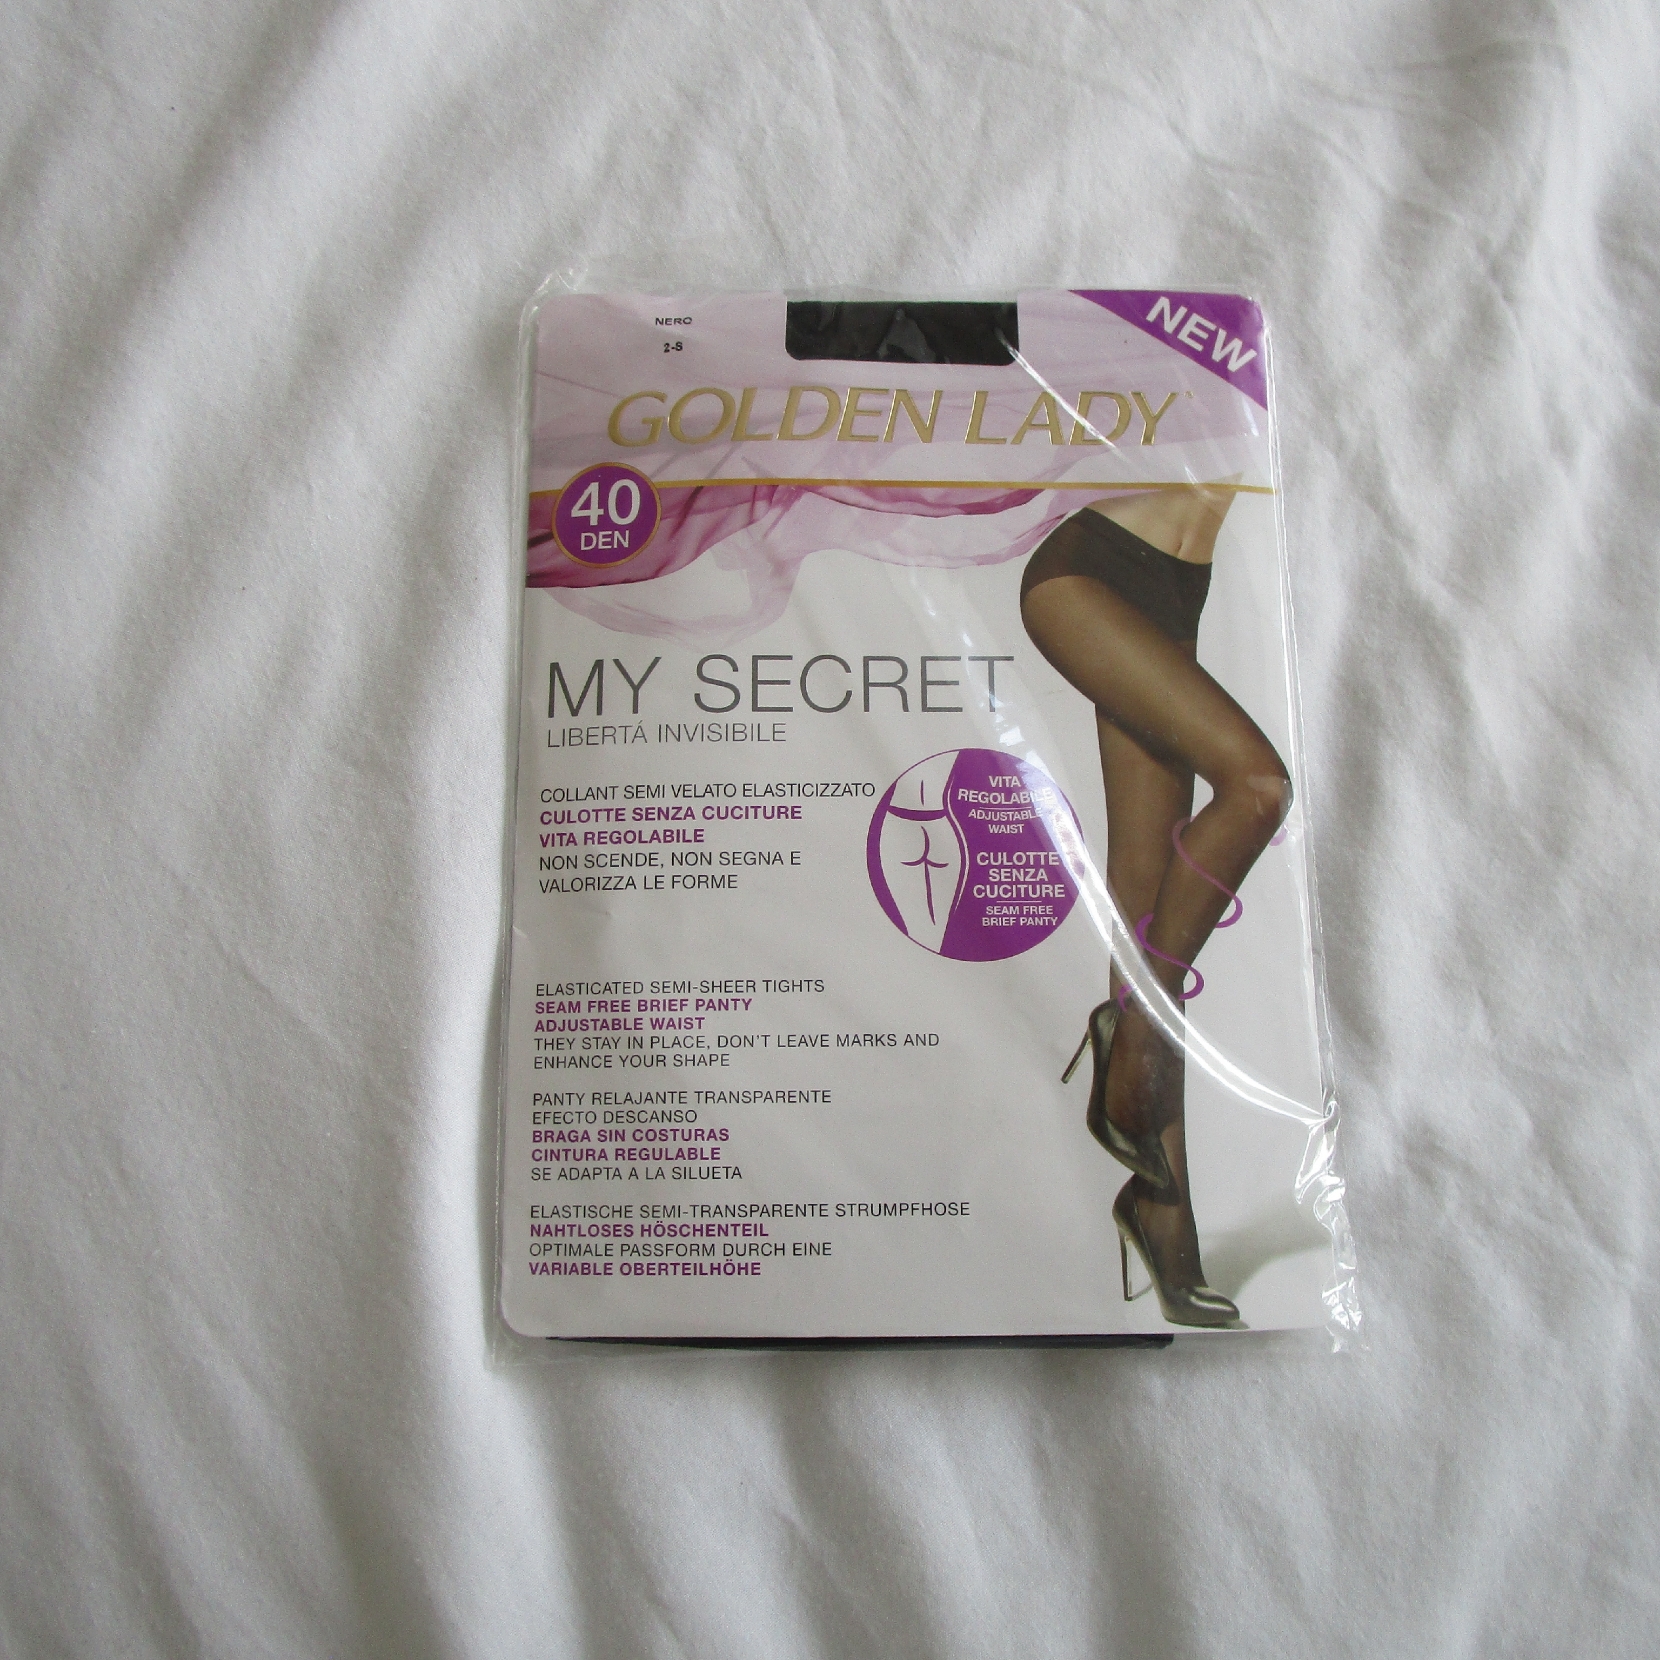 NERO
2-S
NEW
GOLDEN LADY
40
DEN
MY SECRET
LIBERTÁ INVISIBILE
COLLANT SEMI VELATO ELASTICIZZATO
CULOTTE SENZA CUCITURE
VITA REGOLABILE
NON SCENDE, NON SEGNA E
VALORIZZA LE FORME
VITA
REGOLABILE
ADJUSTABLE
WAIST
CULOTTE
SENZA
CUCITURE
SEAM FREE
BRIEF PANTY
ELASTICATED SEMI-SHEER TIGHTS
SEAM FREE BRIEF PANTY
ADJUSTABLE WAIST
THEY STAY IN PLACE, DON'T LEAVE MARKS AND
ENHANCE YOUR SHAPE
PANTY RELAJANTE TRANSPARENTE
EFECTO DESCANSO
BRAGA SIN COSTURAS
CINTURA REGULABLE
SE ADAPTA A LA SILUETA
ELASTISCHE SEMI-TRANSPARENTE STRUMPFHOSE
NAHTLOSES HÖSCHENTEIL
OPTIMALE PASSFORM DURCH EINE
VARIABLE OBERTEILHÖHE